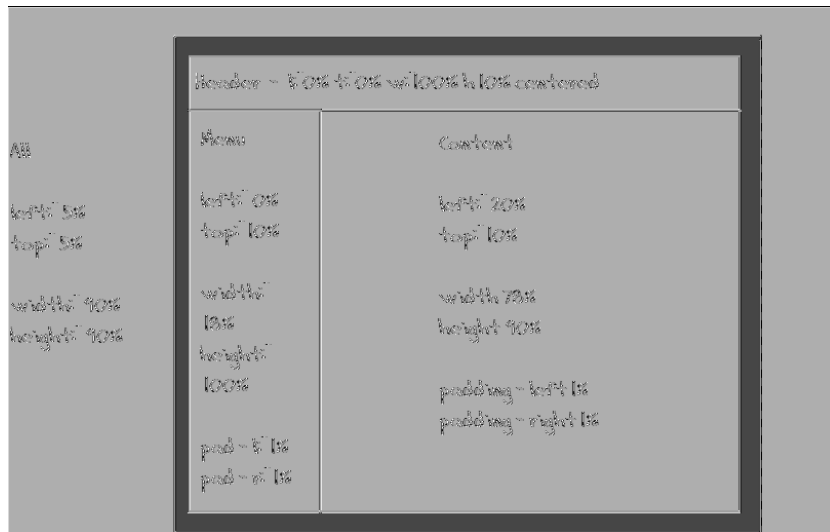 Header - l: 0% t: 0% w: 100% h 10% centered
All
left: 5%
top: 5%
width: 90%
height: 90%
Menu
left: 0%
top: 10%
width:
18%
height:
100%
pad - l: 1%
pad - r: 1%
Content
left: 20%
top: 10%
width 78%
height 90%
padding - left 1%
padding - right 1%